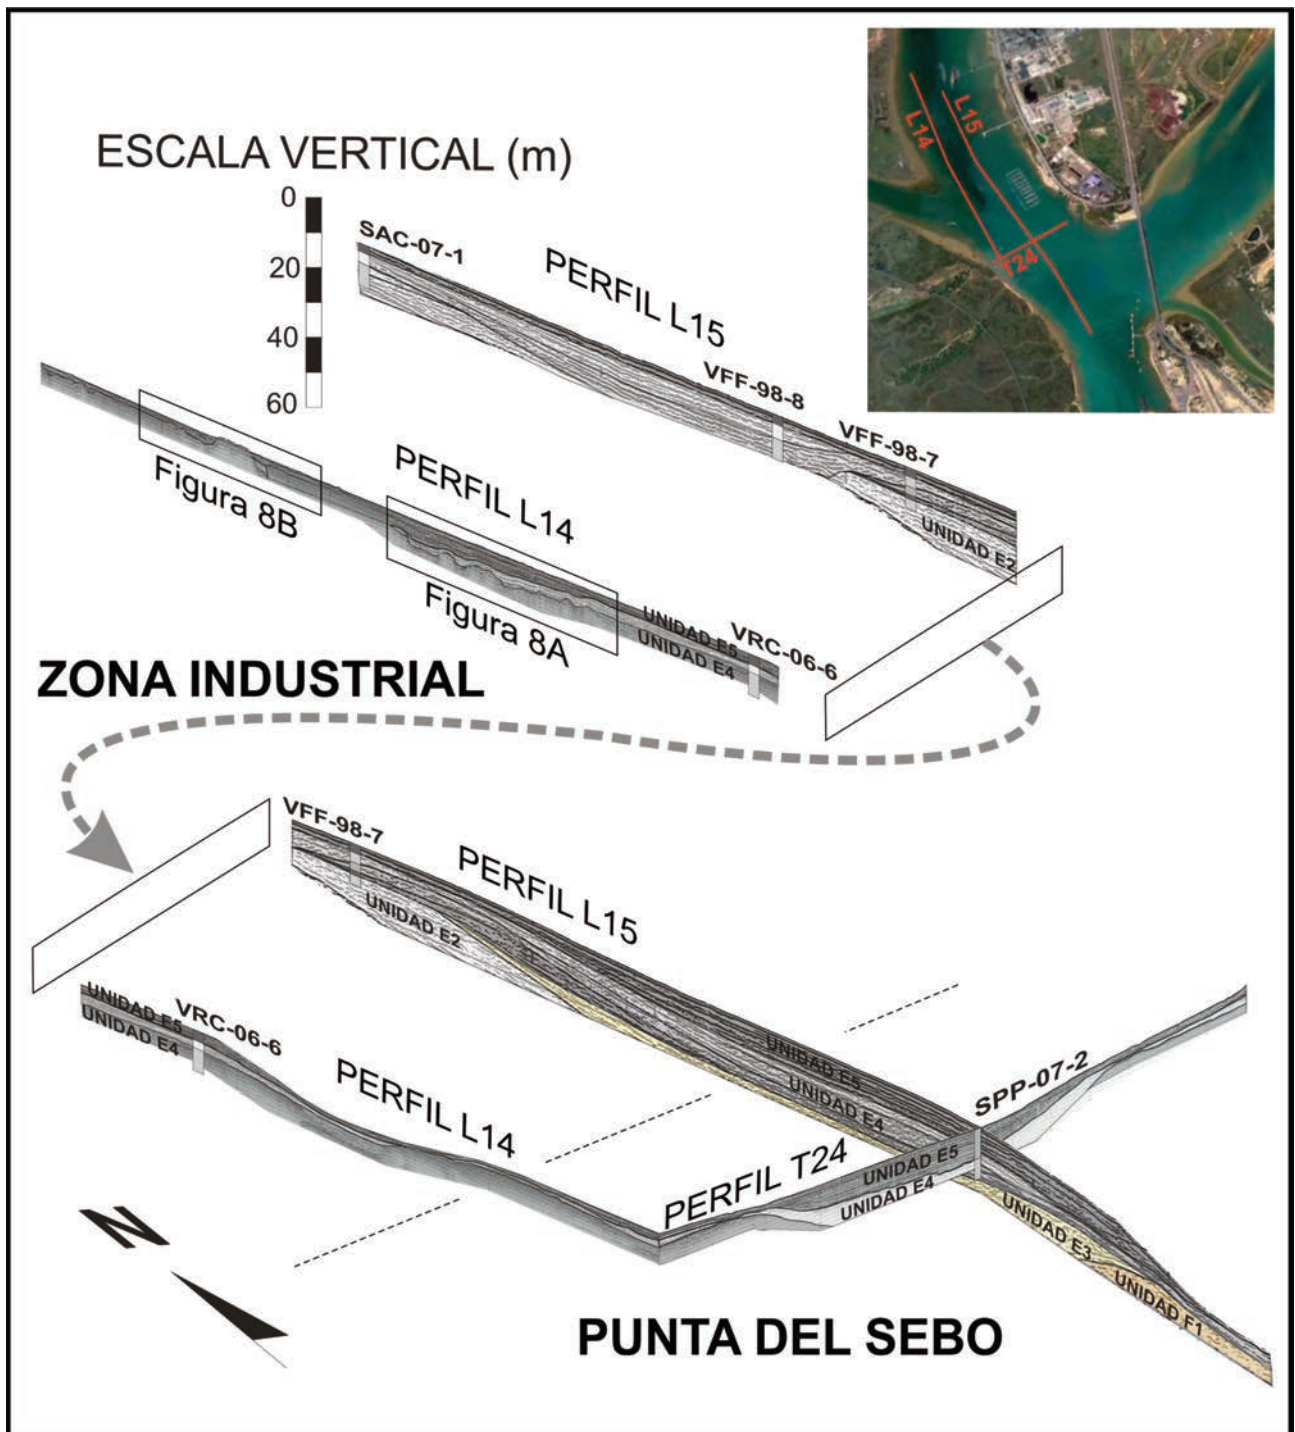 ESCALA VERTICAL (m)
0
20
40
60
L14
L15
T24
SAC-07-1
PERFIL L15
VFF-98-8
VFF-98-7
UNIDAD E2
Figura 8B
PERFIL L14
Figura 8A
UNIDAD E5
UNIDAD E4
VRC-06-6
ZONA INDUSTRIAL
VFF-98-7
PERFIL L15
UNIDAD E2
UNIDAD E5
UNIDAD E4
VRC-06-6
PERFIL L14
UNIDAD E5
UNIDAD E4
SPP-07-2
PERFIL T24
UNIDAD E5
UNIDAD E4
UNIDAD E3
UNIDAD F1
N
PUNTA DEL SEBO